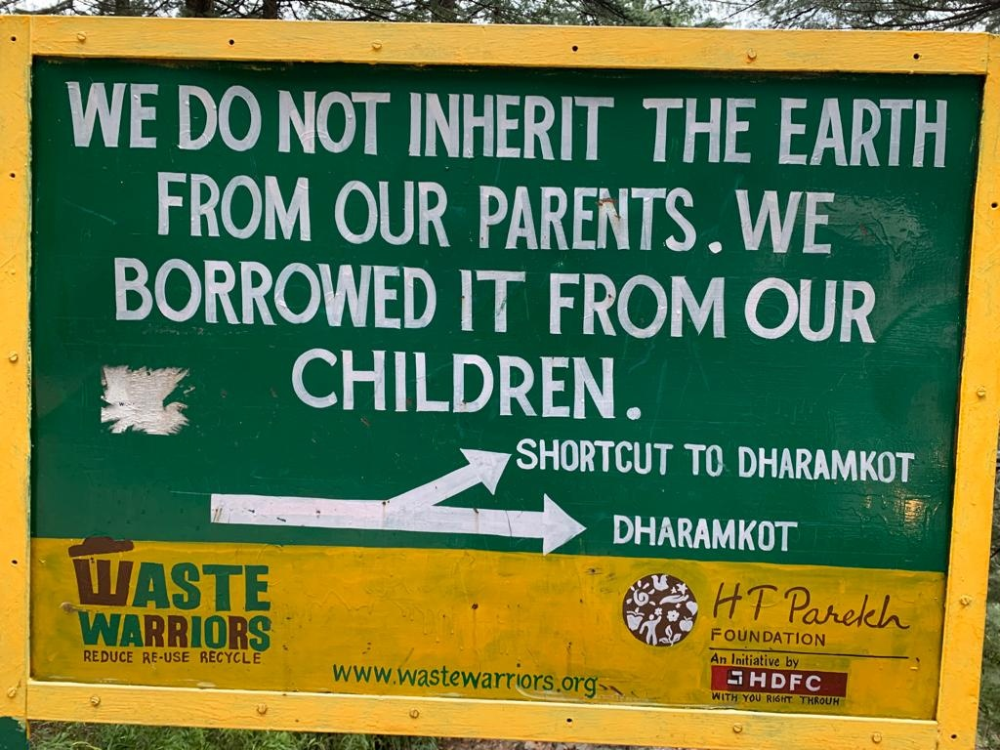 WE DO NOT INHERIT THE EARTH
FROM OUR PARENTS. WE
BORROWED IT FROM OUR
CHILDREN.
SHORTCUT TO DHARAMKOT
DHARAMKOT
WASTE
WARRIORS
REDUCE RE-USE RECYCLE
www.wastewarriors.org
HT Parekh
FOUNDATION
An Initiative by
HDFC
WITH YOU RIGHT THROUH